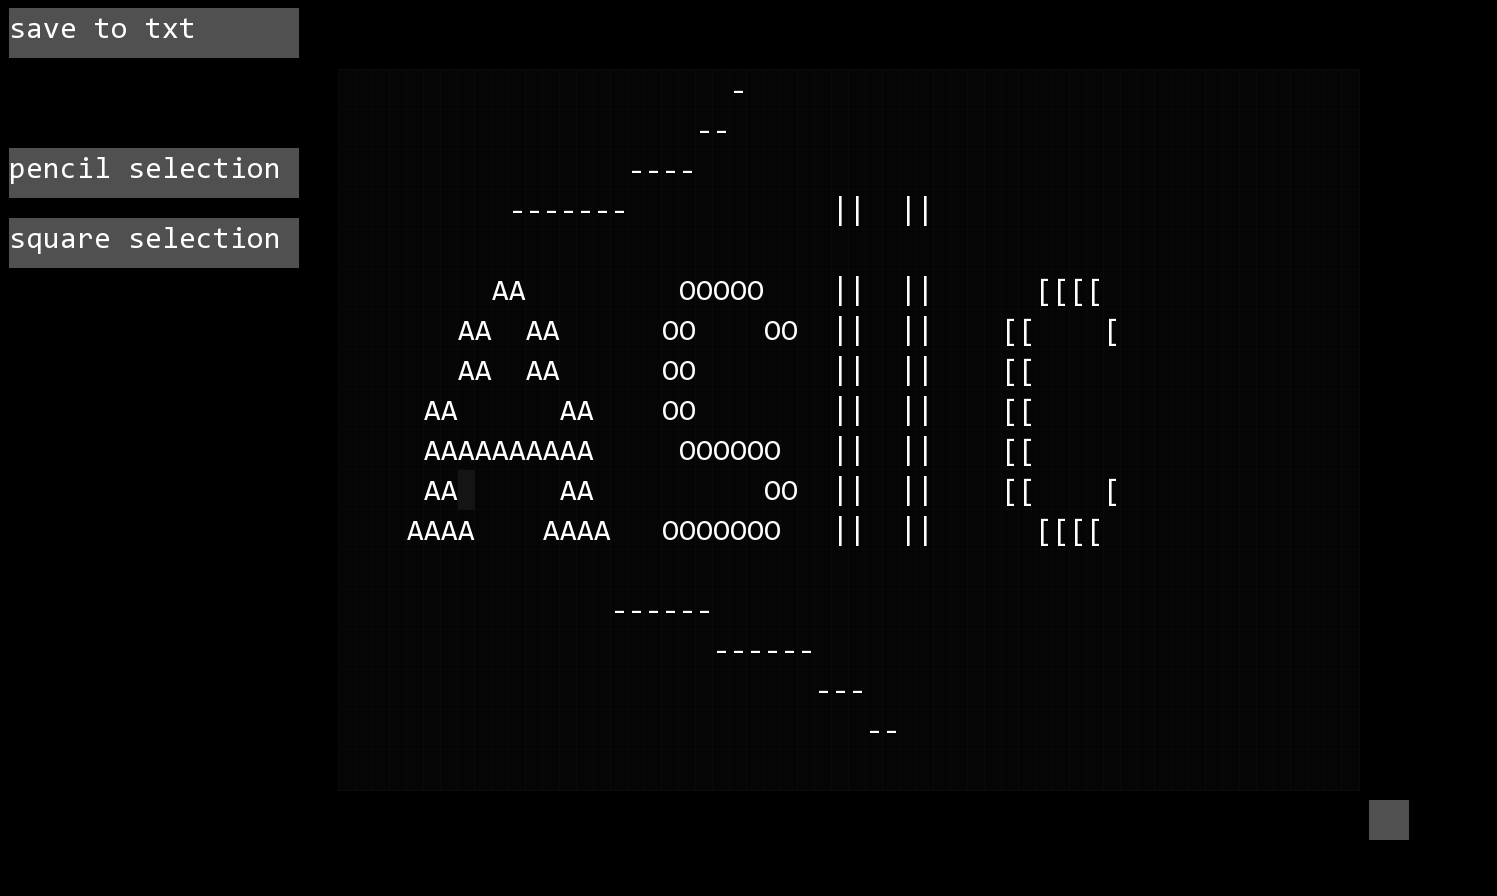 save to txt
pencil selection
square selection
                       -
                     --
                 ----
          -------            ||  ||

         AA         OOOOO    ||  ||      [[[[
       AA  AA      OO    OO  ||  ||    [[    [
       AA  AA      OO        ||  ||    [[
     AA      AA    OO        ||  ||    [[
     AAAAAAAAAA     OOOOOO   ||  ||    [[
     AA      AA          OO  ||  ||    [[    [
    AAAA    AAAA   OOOOOOO   ||  ||      [[[[

                ------
                      ------
                            ---
                               --